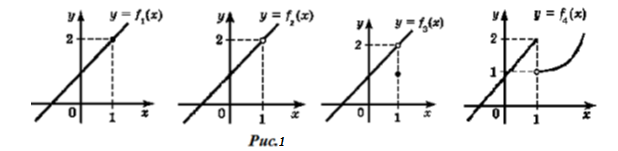 y y = f₁(x)
2
0 1 x
y y = f₂(x)
2
0 1 x
y y = f₃(x)
2
0 1 x
y y = f₄(x)
2
1
0 1 x
Рис.1